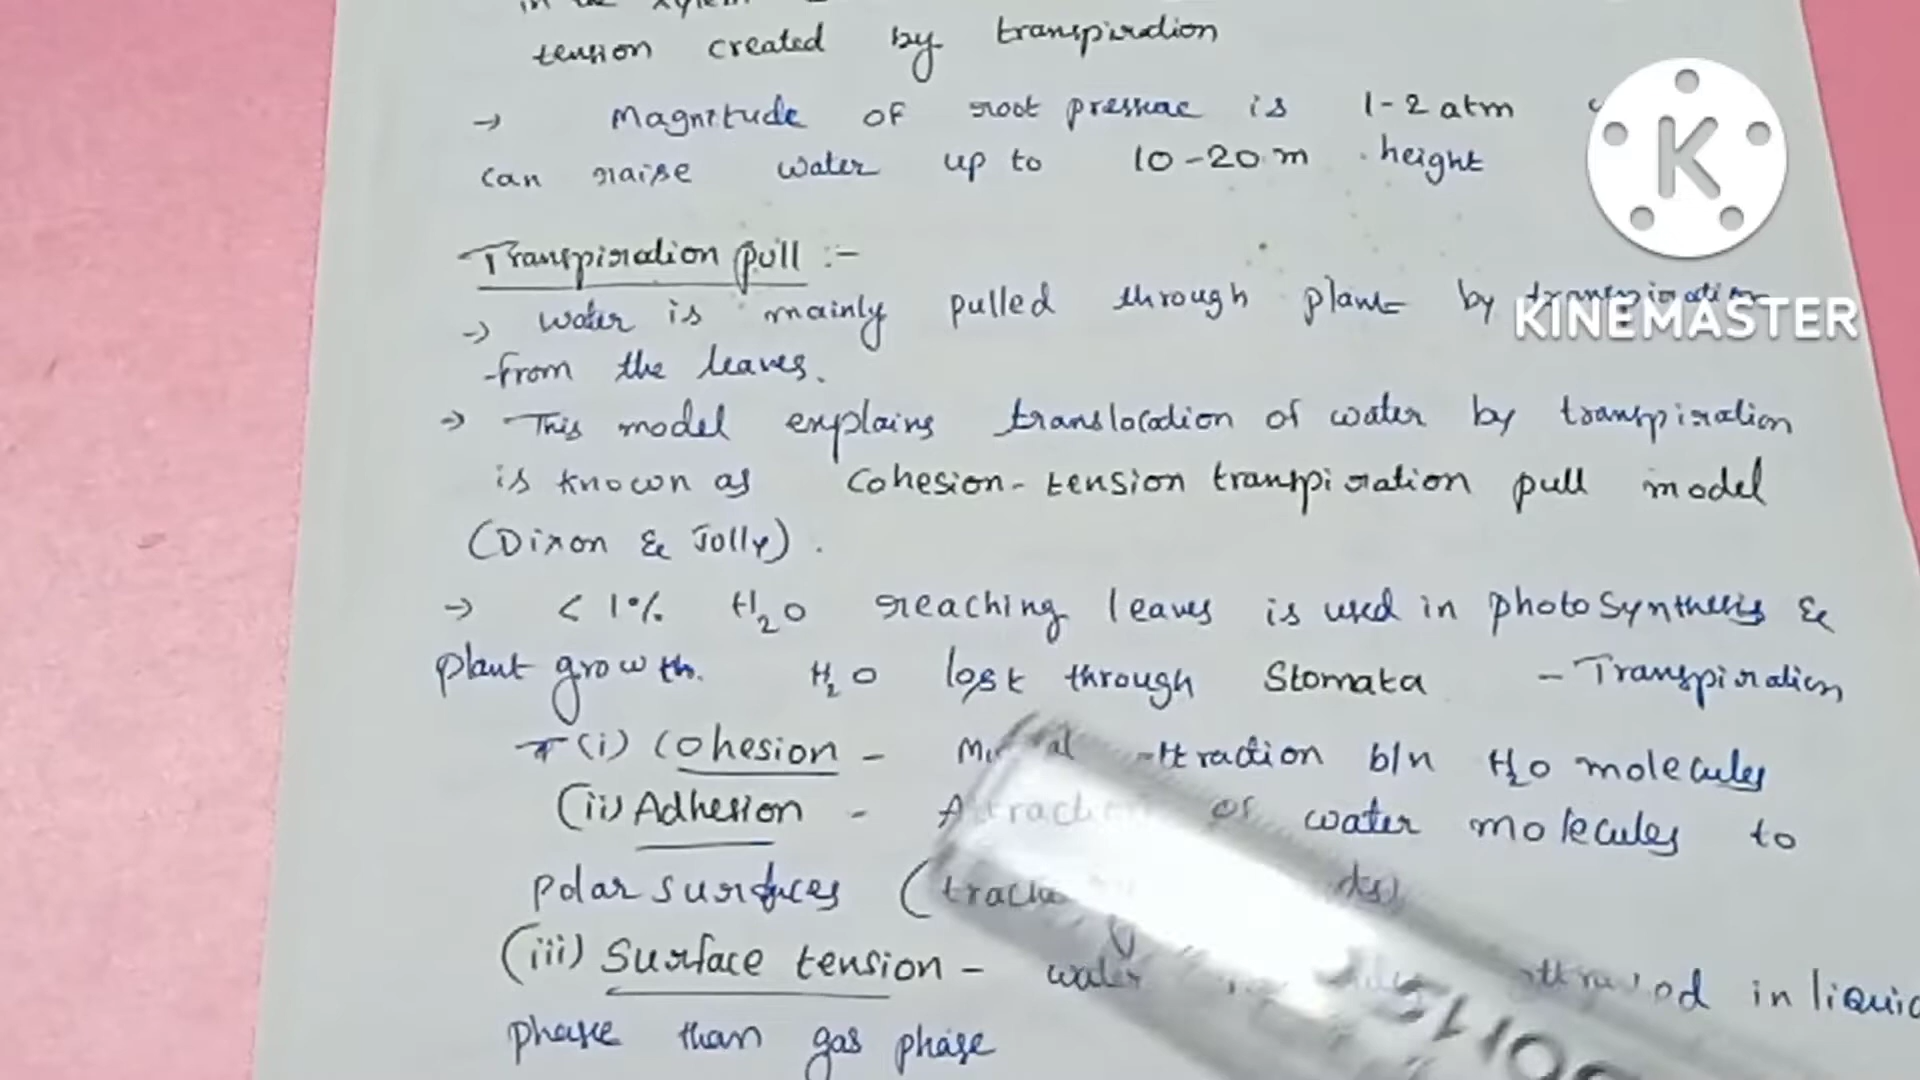 in
tension created by transpiration
→ Magnitude of root pressure is 1-2 atm
can raise water up to 10-20 m height
Transpiration pull :-
→ water is mainly pulled through plant by transpiration
from the leaves.
→ This model explains translocation of water by transpiration
is known as Cohesion-tension transpiration pull model
(Dixon & Jolly).
→ <1% H2O reaching leaves is used in photosynthesis &
plant growth. H2O lost through Stomata - Transpiration
(i) Cohesion - attraction b/n H2O molecules
(ii) Adhesion - Attraction of water molecules to
polar surfaces
(iii) Surface tension - water in liquid
phase than gas phase
K
KINEMASTER